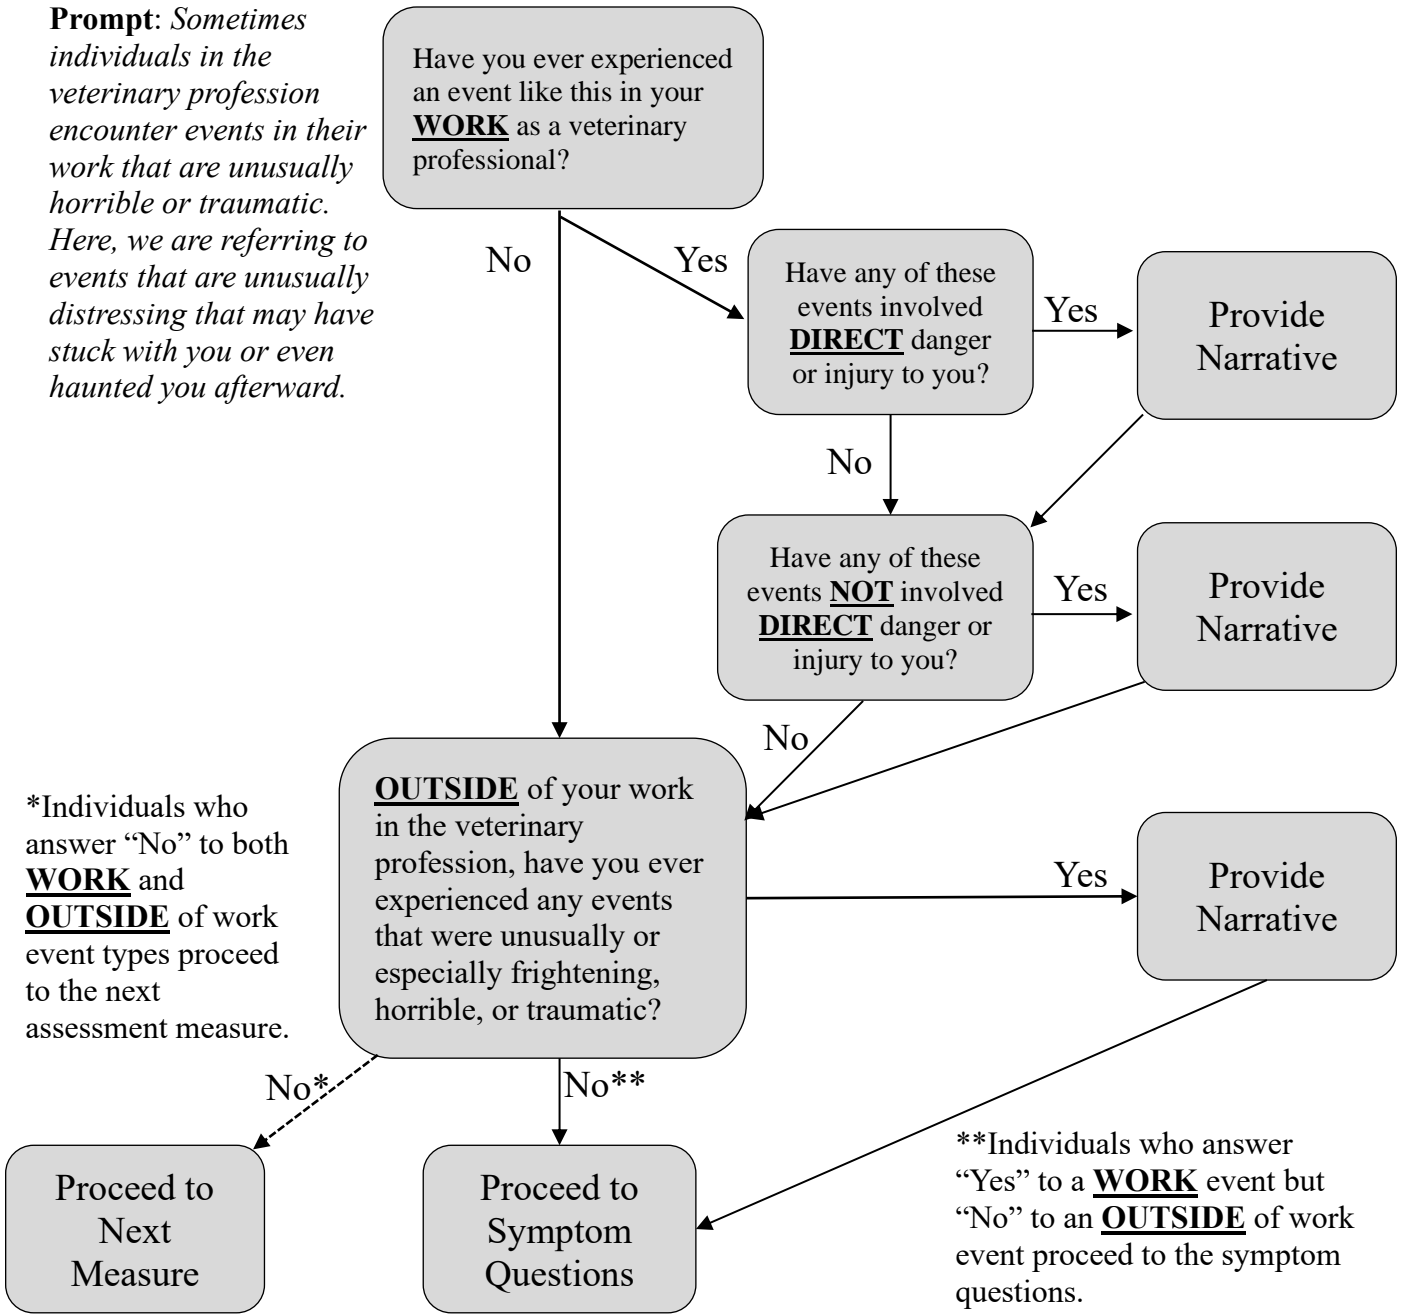 Prompt: Sometimes
individuals in the
veterinary profession
encounter events in their
work that are unusually
horrible or traumatic.
Here, we are referring to
events that are unusually
distressing that may have
stuck with you or even
haunted you afterward.
Have you ever experienced
an event like this in your
WORK as a veterinary
professional?
No
Yes
Have any of these
events involved
DIRECT danger
or injury to you?
Yes
Provide
Narrative
No
Have any of these
events NOT involved
DIRECT danger or
injury to you?
Yes
Provide
Narrative
No
OUTSIDE of your work
in the veterinary
profession, have you ever
experienced any events
that were unusually or
especially frightening,
horrible, or traumatic?
Yes
Provide
Narrative
*Individuals who
answer “No” to both
WORK and
OUTSIDE of work
event types proceed
to the next
assessment measure.
No*
No**
Proceed to
Next
Measure
Proceed to
Symptom
Questions
**Individuals who answer
“Yes” to a WORK event but
“No” to an OUTSIDE of work
event proceed to the symptom
questions.